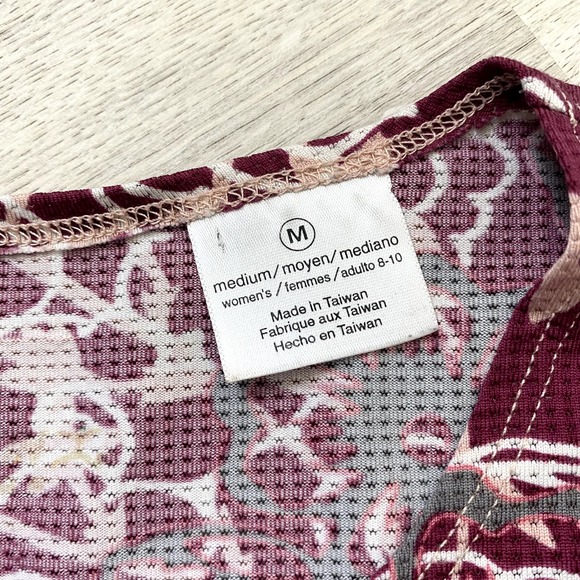 M
medium/moyen/mediano
women's/femmes/adulto 8-10
Made in Taiwan
Fabrique aux Taiwan
Hecho en Taiwan